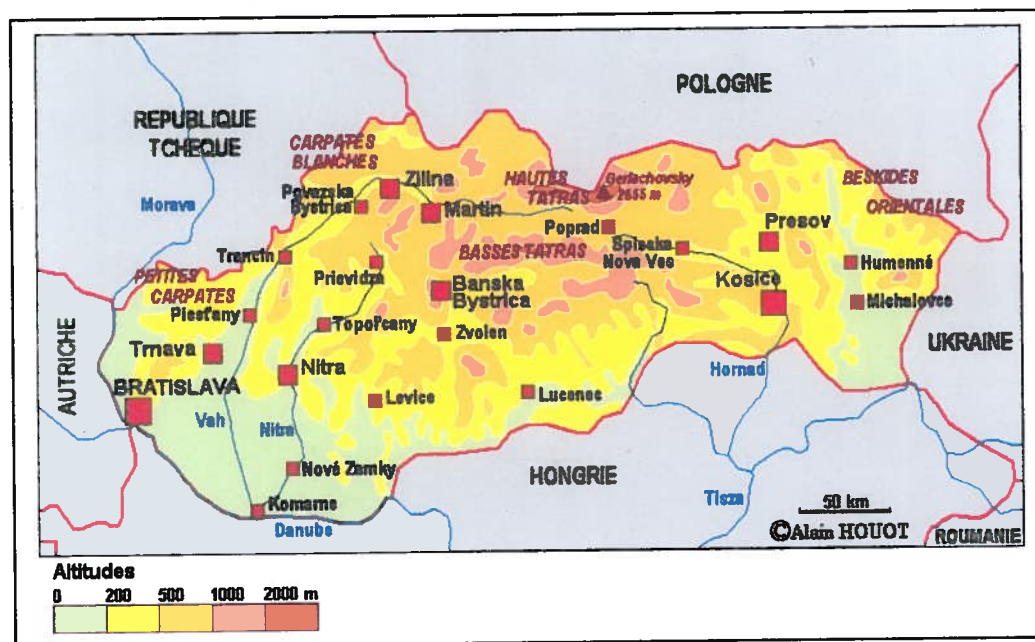 POLOGNE
REPUBLIQUE
TCHEQUE
CARPATES
BLANCHES
Zilina
HAUTES
TATRAS
Gerlachovsky
2655 m
BESKIDES
ORIENTALES
Morava
Povazska
Bystrica
Martin
Poprad
Presov
Trencin
Prievidza
BASSES TATRAS
Spisska
Nova Ves
Humenné
PETITES
CARPATES
Banska
Bystrica
Kosice
Michalovce
Piesťany
Topoľcany
Zvolen
UKRAINE
AUTRICHE
Trnava
Nitra
Hornad
BRATISLAVA
Levice
Lucenec
Vah
Nitra
Nové Zamky
HONGRIE
Tisza
50 km
Komarno
Danube
©Alain HOUOT
ROUMANIE
Altitudes
0 200 500 1000 2000 m